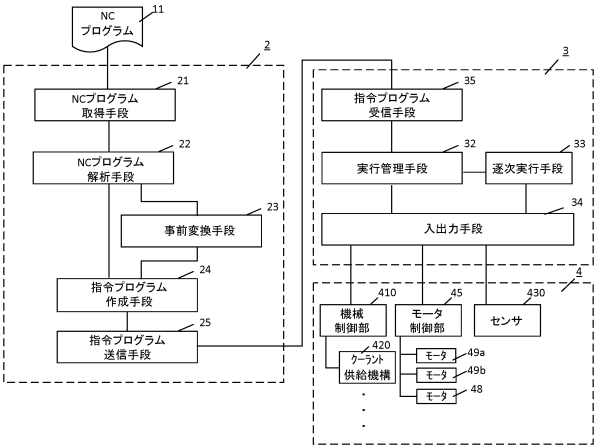 NC
プログラム
11
2
21
NCプログラム
取得手段
22
NCプログラム
解析手段
23
事前変換手段
24
指令プログラム
作成手段
25
指令プログラム
送信手段
3
35
指令プログラム
受信手段
32
実行管理手段
33
逐次実行手段
34
入出力手段
4
410
機械
制御部
45
モータ
制御部
430
センサ
420
クーラント
供給機構
モータ
49a
モータ
49b
モータ
48